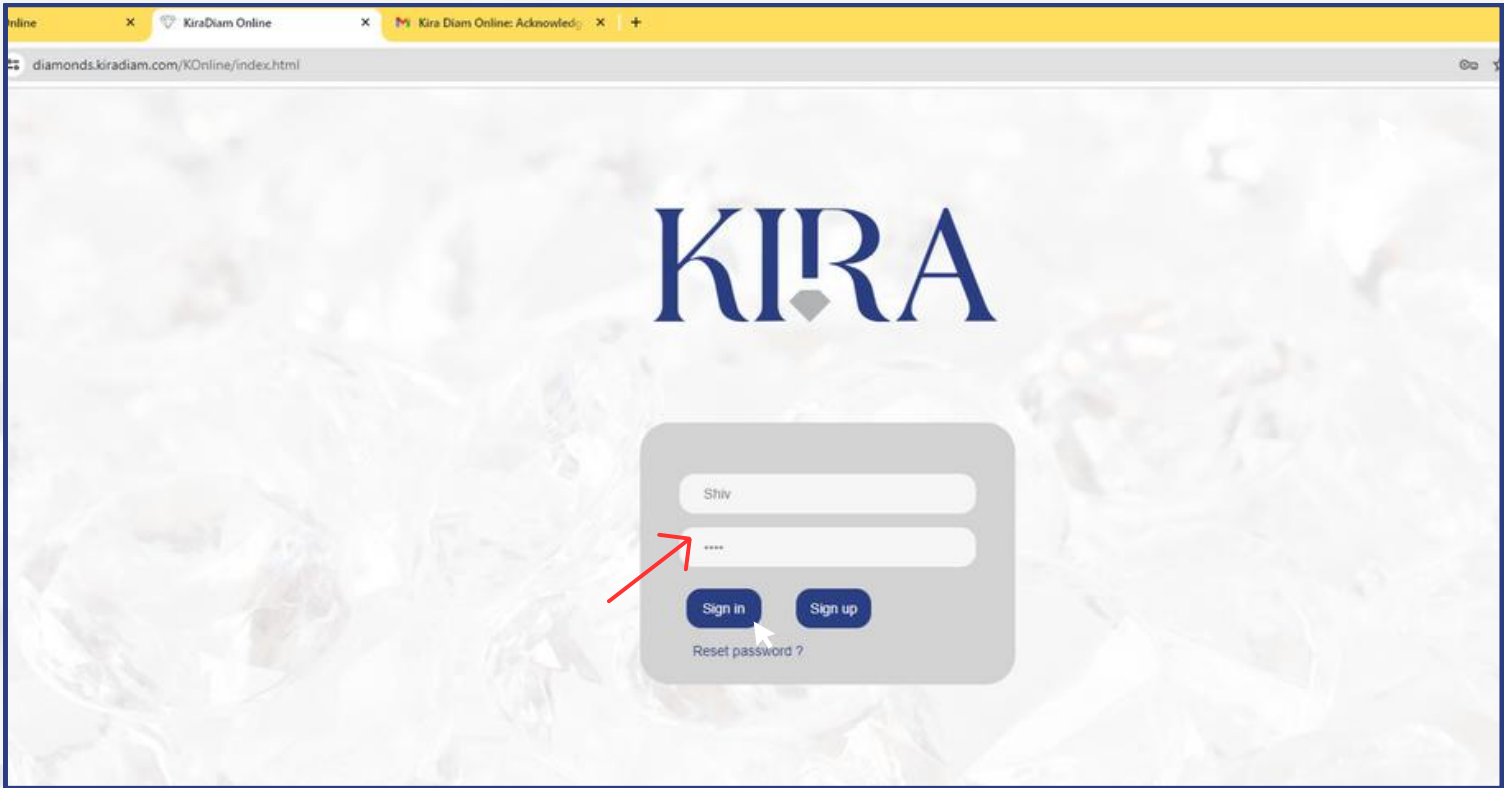 nline
KiraDiam Online
Kira Diam Online: Acknowledg
diamonds.kiradiam.com/KOnline/index.html
KIRA
Shiv
····
Sign in Sign up
Reset password ?